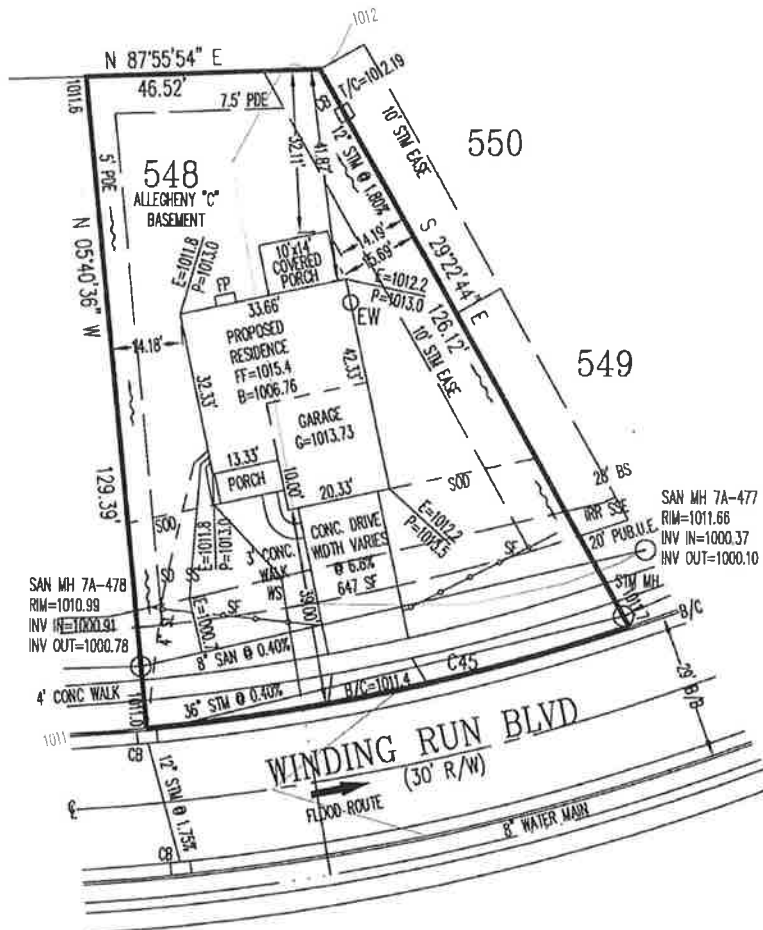 1012
N 87°55'54" E
46.52'
1011.6
7.5' PDE
T/C=1012.19
CB
10' STM EASE
12" STM @ 1.80%
550
5' PDE
548
ALLEGHENY "C"
BASEMENT
32.11'
41.87'
N 05°40'36" W
129.39'
S 29°22'44" E
126.12'
14.19'
15.69'
10'x14'
COVERED
PORCH
E=1011.8
P=1013.0
E=1012.2
P=1013.0
FP
EW
33.66'
PROPOSED
RESIDENCE
FF=1015.4
B=1006.76
14.18'
32.33'
42.33'
10' STM EASE
549
GARAGE
G=1013.73
13.33'
PORCH
10.00'
20.33'
SOD
28' BS
E=1012.2
P=1013.5
IRR SSE
20' PUB.U.E.
SAN MH 7A-477
RIM=1011.66
INV IN=1000.37
INV OUT=1000.10
SOD
E=1011.8
P=1013.0
3' CONC.
WALK
WS
CONC. DRIVE
WIDTH VARIES
@ 6.8%
647 SF
SF
SD
SS
SF
E=1000.7
39.00'
STM MH
1011.7
B/C
SAN MH 7A-478
RIM=1010.99
INV IN=1000.91
INV OUT=1000.78
8" SAN @ 0.40%
4' CONC WALK
1011.0
36" STM @ 0.40%
B/C=1011.4
C45
29' B/B
1011
CB
WINDING RUN BLVD
(30' R/W)
FLOOD-ROUTE
12" STM @ 1.75%
CB
8" WATER MAIN